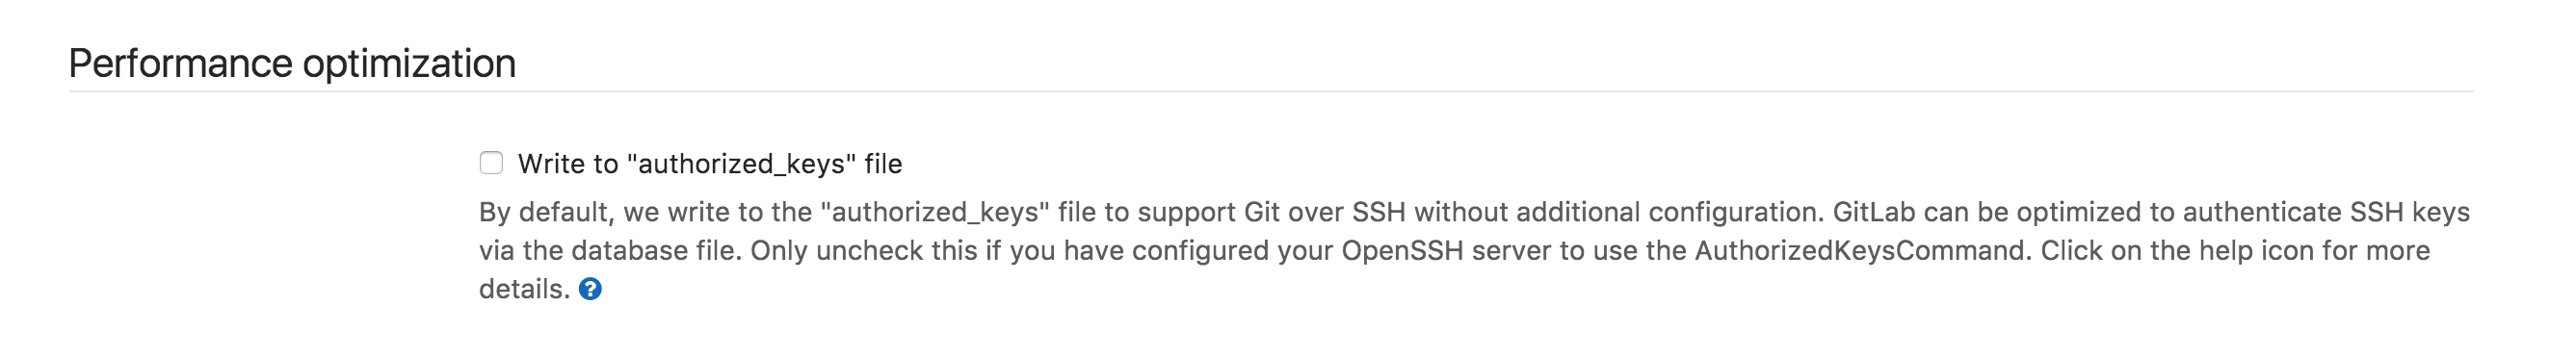 Performance optimization
Write to "authorized_keys" file
By default, we write to the "authorized_keys" file to support Git over SSH without additional configuration. GitLab can be optimized to authenticate SSH keys
via the database file. Only uncheck this if you have configured your OpenSSH server to use the AuthorizedKeysCommand. Click on the help icon for more
details. ?